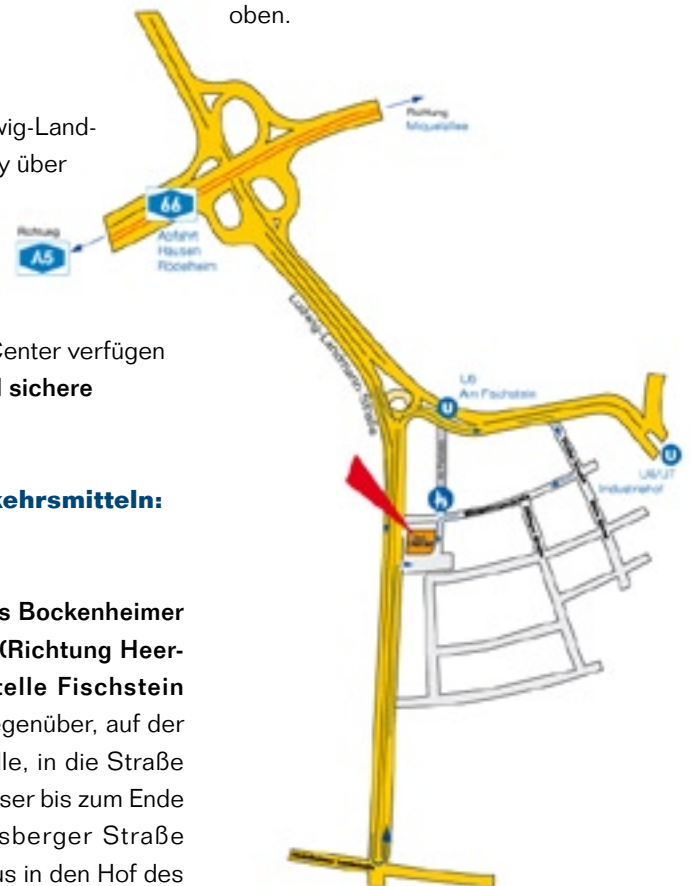 oben.
wig-Land-
y über
Center verfügen
l sichere
kehrsmitteln:
s Bockenheimer
(Richtung Heer-
telle Fischstein
egenüber, auf der
lle, in die Straße
ser bis zum Ende
sberger Straße
us in den Hof des
Richtung
Miquelallee
66
Richtung
A5
Abfahrt
Hausen
Rödelheim
Ludwig-Landmann-Straße
U6
Am Fischstein
U
U
U6/U7
Industriehof